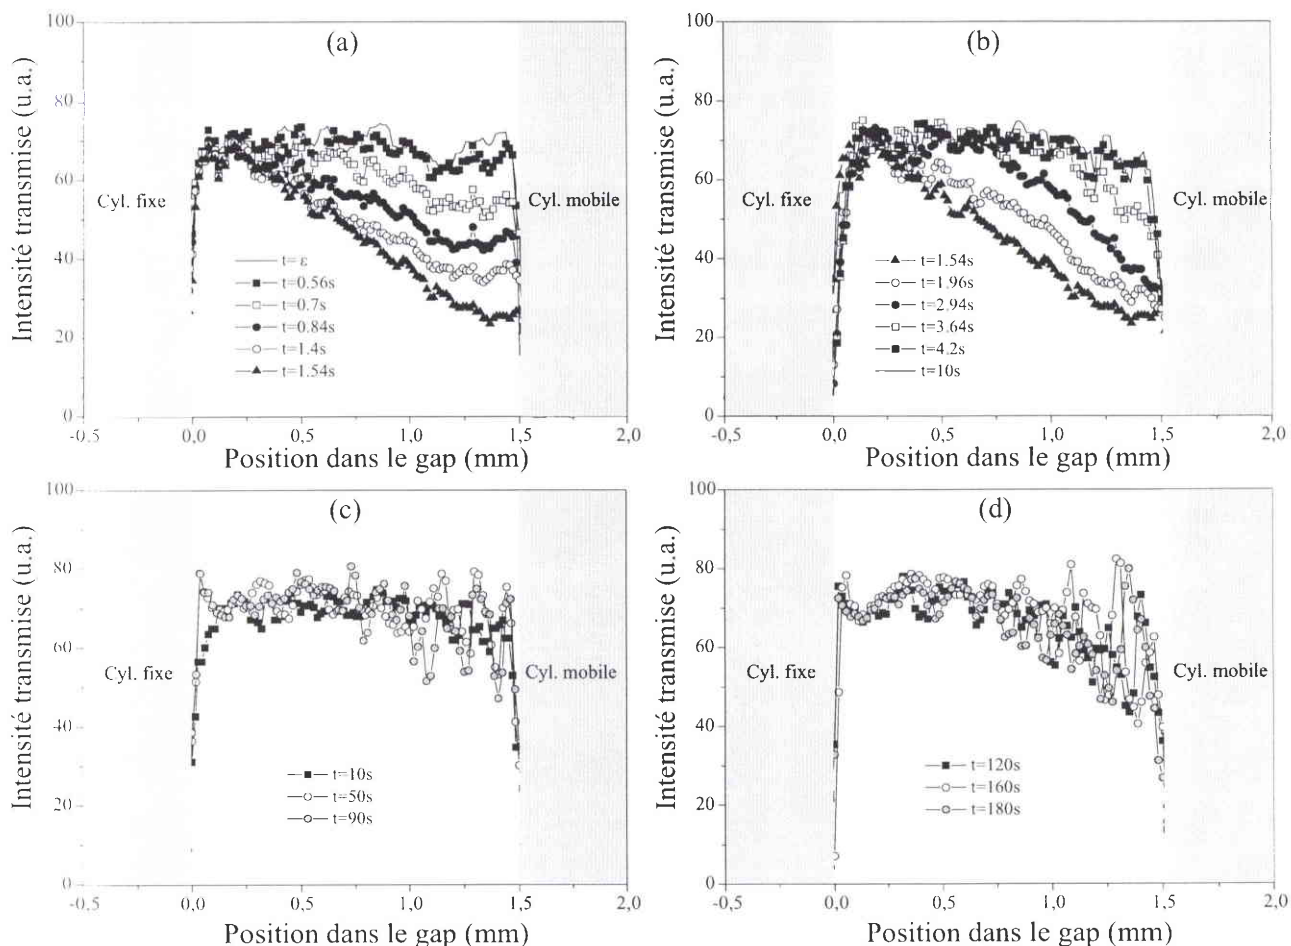 (a)
Intensité transmise (u.a.)
100
80
60
40
20
0
Cyl. fixe
Cyl. mobile
t=ε
t=0.56s
t=0.7s
t=0.84s
t=1.4s
t=1.54s
-0.5 0,0 0,5 1,0 1,5 2,0
Position dans le gap (mm)
(b)
Intensité transmise (u.a.)
100
80
60
40
20
0
Cyl. fixe
Cyl. mobile
t=1.54s
t=1.96s
t=2.94s
t=3.64s
t=4.2s
t=10s
-0,5 0,0 0,5 1,0 1,5 2,0
Position dans le gap (mm)
(c)
Intensité transmise (u.a.)
100
80
60
40
20
0
Cyl. fixe
Cyl. mobile
t=10s
t=50s
t=90s
-0,5 0,0 0,5 1,0 1,5 2,0
Position dans le gap (mm)
(d)
Intensité transmise (u.a.)
100
80
60
40
20
0
Cyl. fixe
Cyl. mobile
t=120s
t=160s
t=180s
-0,5 0,0 0,5 1,0 1,5 2,0
Position dans le gap (mm)